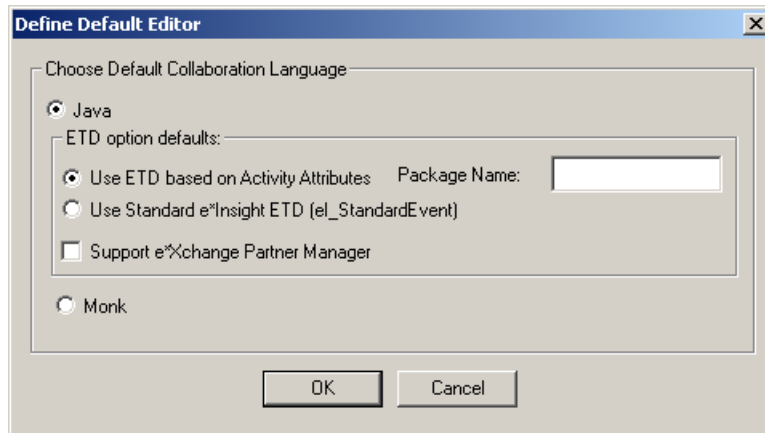 Define Default Editor
Choose Default Collaboration Language
Java
ETD option defaults:
Use ETD based on Activity Attributes Package Name:
Use Standard e*Insight ETD (eI_StandardEvent)
Support e*Xchange Partner Manager
Monk
OK Cancel